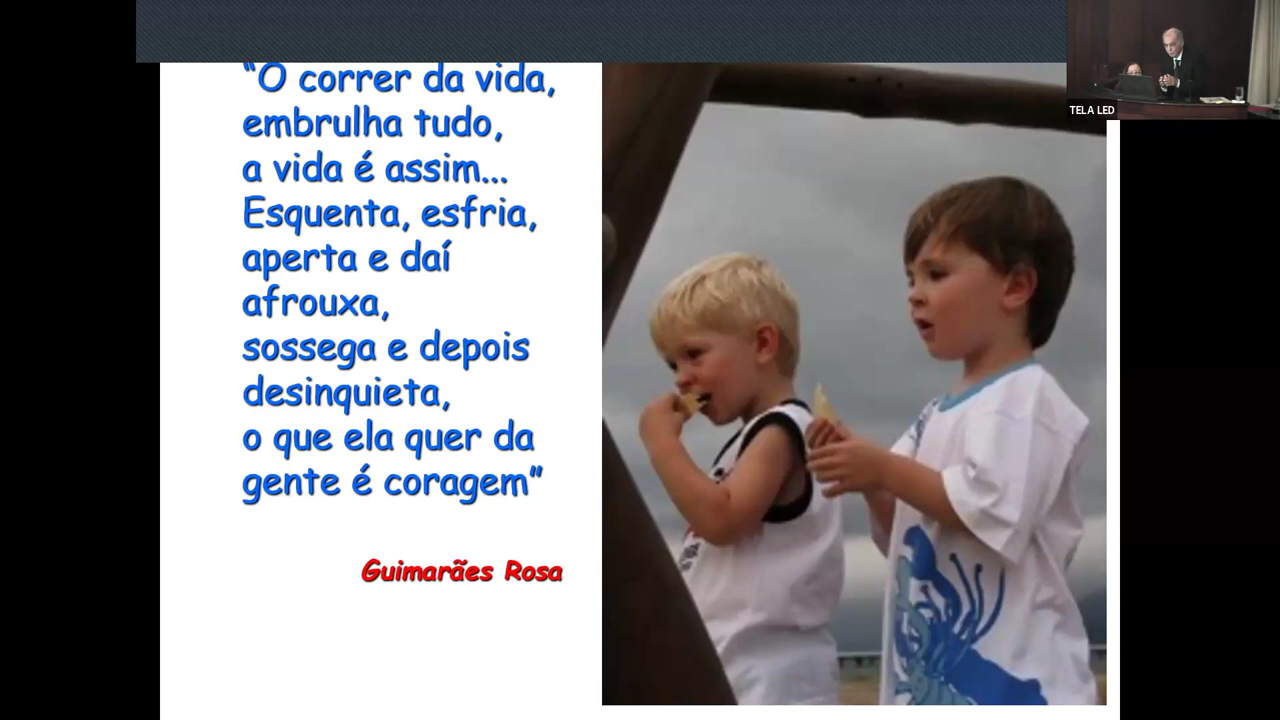 “O correr da vida,
embrulha tudo,
a vida é assim...
Esquenta, esfria,
aperta e daí
afrouxa,
sossega e depois
desinquieta,
o que ela quer da
gente é coragem”
Guimarães Rosa
TELA LED